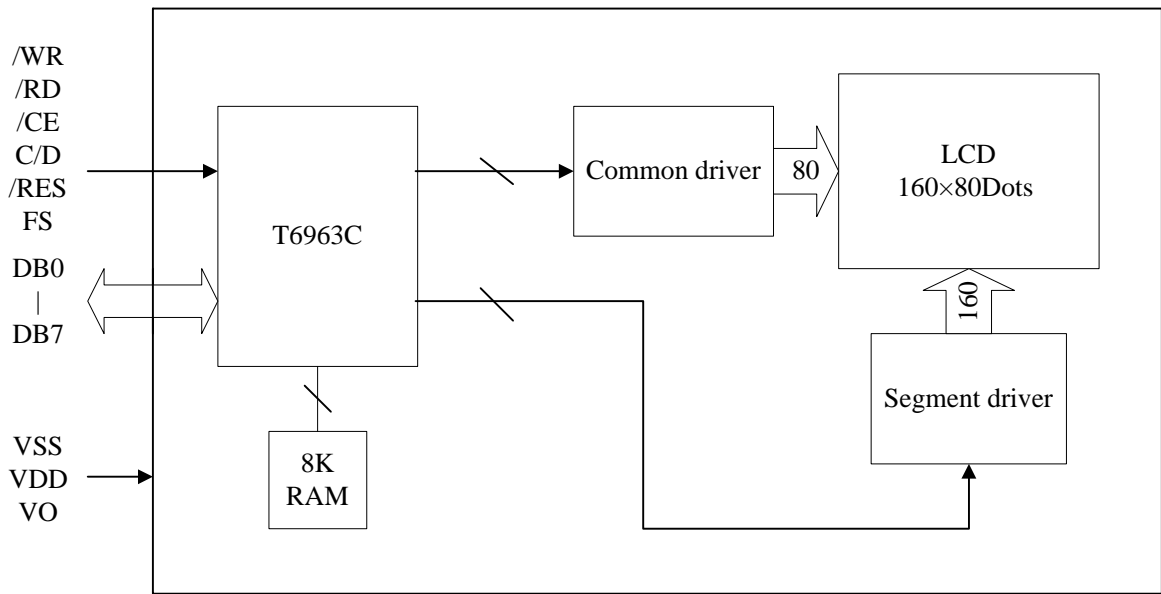 /WR
/RD
/CE
C/D
/RES
FS
DB0
|
DB7
VSS
VDD
VO
T6963C
8K
RAM
Common driver
80
LCD
160×80Dots
160
Segment driver